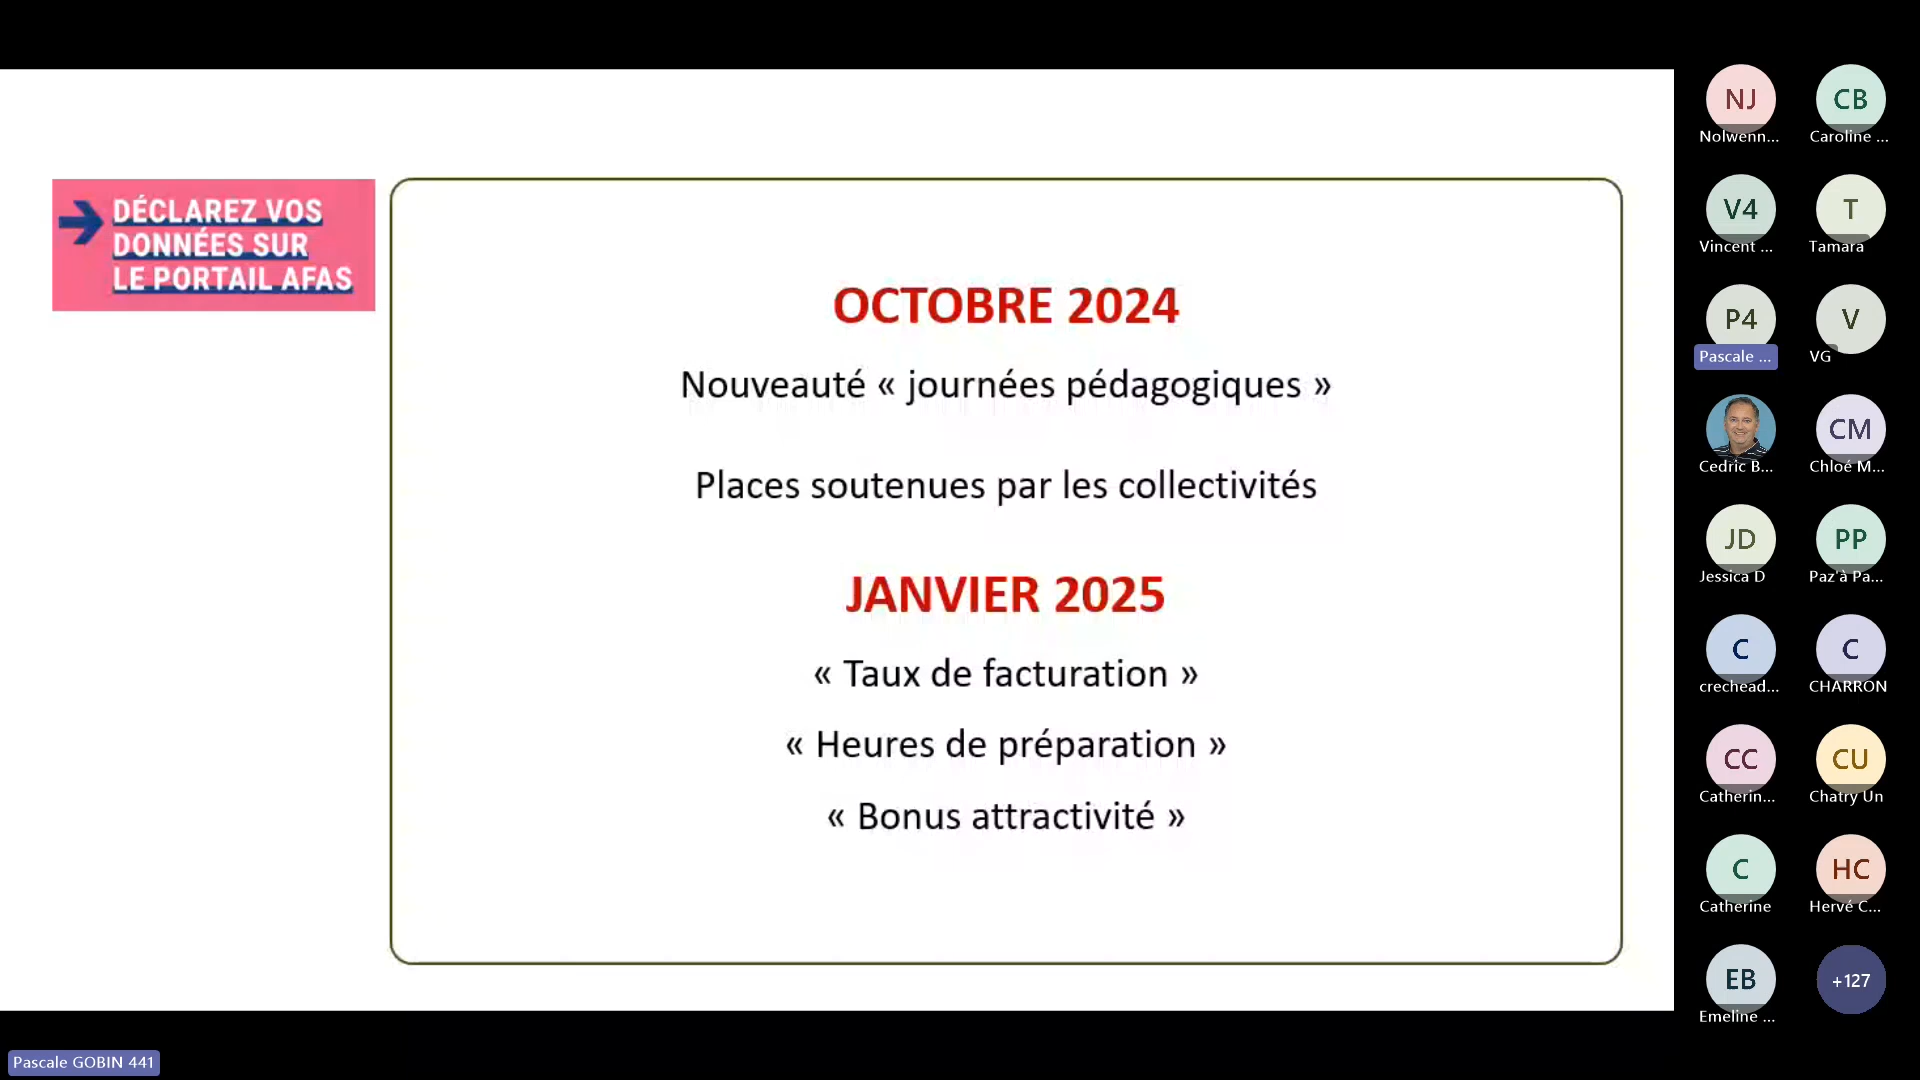 DÉCLAREZ VOS
DONNÉES SUR
LE PORTAIL AFAS
OCTOBRE 2024
Nouveauté « journées pédagogiques »
Places soutenues par les collectivités
JANVIER 2025
« Taux de facturation »
« Heures de préparation »
« Bonus attractivité »
NJ
Nolwenn...
CB
Caroline ...
V4
Vincent ...
T
Tamara
P4
Pascale ...
V
VG
Cedric B...
CM
Chloé M...
JD
Jessica D
PP
Paz'à Pa...
C
crechead...
C
CHARRON
CC
Catherin...
CU
Chatry Un
C
Catherine
HC
Hervé C...
EB
Emeline ...
+127
Pascale GOBIN 441